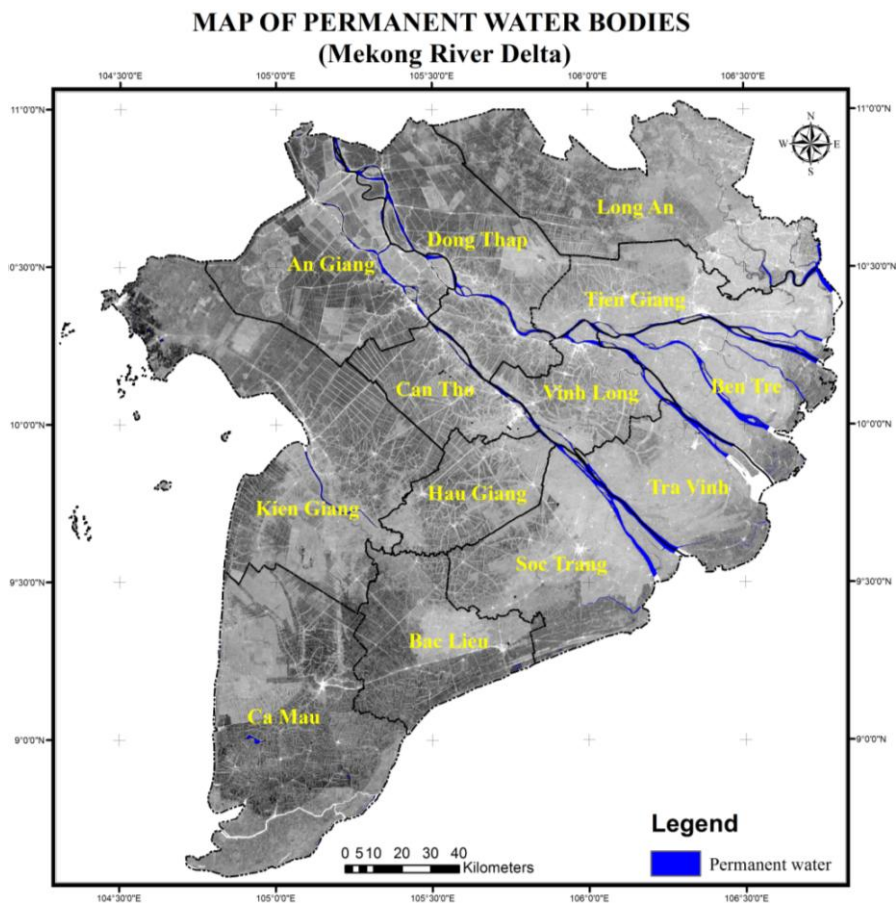 MAP OF PERMANENT WATER BODIES
(Mekong River Delta)
104°30'0"E 105°0'0"E 105°30'0"E 106°0'0"E 106°30'0"E
11°0'0"N 11°0'0"N
N
W E
S
Long An
Dong Thap
An Giang
10°30'0"N 10°30'0"N
Tien Giang
Can Tho Vinh Long Ben Tre
10°0'0"N 10°0'0"N
Kien Giang Hau Giang Tra Vinh
Soc Trang
9°30'0"N 9°30'0"N
Bac Lieu
Ca Mau
9°0'0"N 9°0'0"N
Legend
0 5 10 20 30 40
Kilometers
Permanent water
104°30'0"E 105°0'0"E 105°30'0"E 106°0'0"E 106°30'0"E